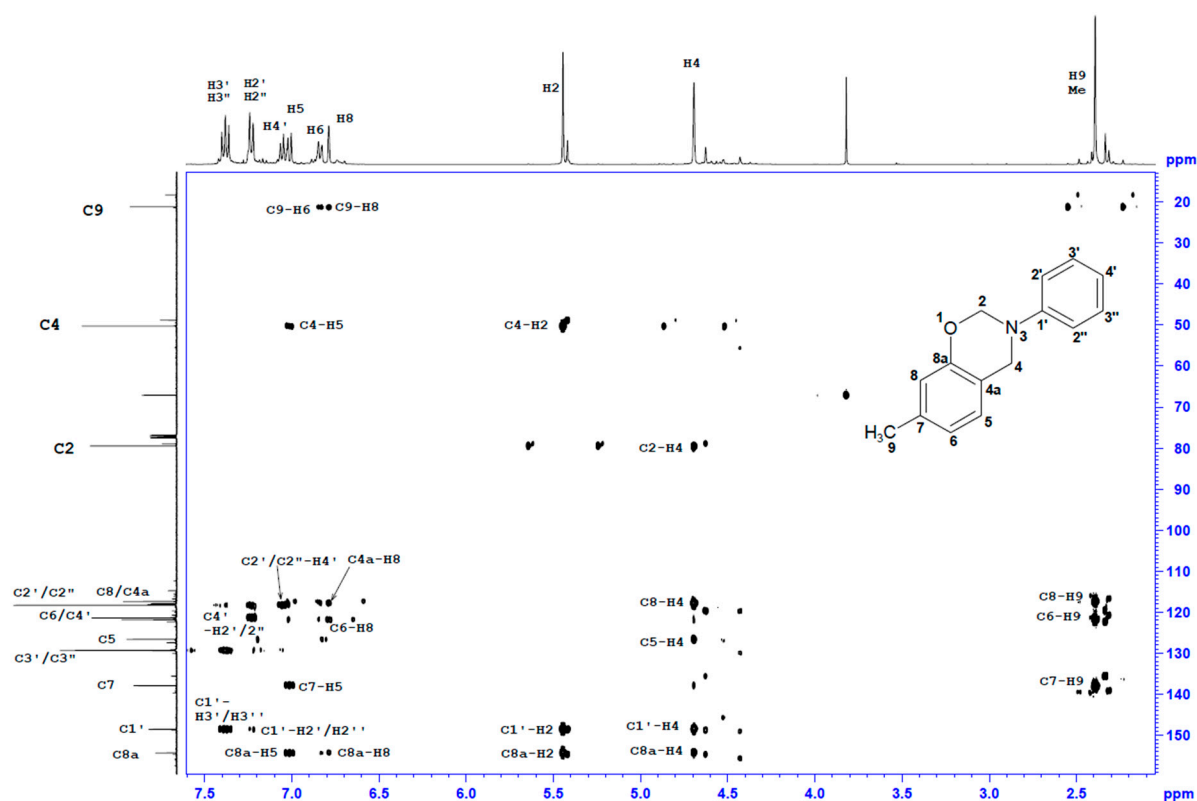 H3' H2'
H3" H2"
H5
H4'
H6
H8
H2
H4
H9
Me
ppm
C9
C9-H6
C9-H8
C4
C4-H5
C4-H2
C2
C2-H4
C2'/C2"-H4'
C4a-H8
C2'/C2"
C8/C4a
C6/C4'
C4'
-H2'/2"
C6-H8
C8-H4
C8-H9
C6-H9
C5
C5-H4
C3'/C3"
C7
C7-H5
C7-H9
C1'-
H3'/H3''
C1'
C1'-H2'/H2''
C1'-H2
C1'-H4
C8a
C8a-H5
C8a-H8
C8a-H2
C8a-H4
3'
2'
4'
2
1
O
N
3
1'
3"
2"
8a
4
8
4a
7
5
6
H3C
9
20
30
40
50
60
70
80
90
100
110
120
130
140
150
7.5
7.0
6.5
6.0
5.5
5.0
4.5
4.0
3.5
3.0
2.5
ppm